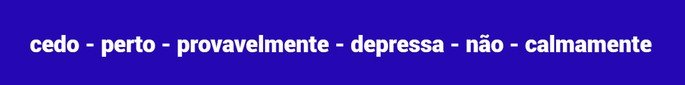 cedo - perto - provavelmente - depressa - não - calmamente